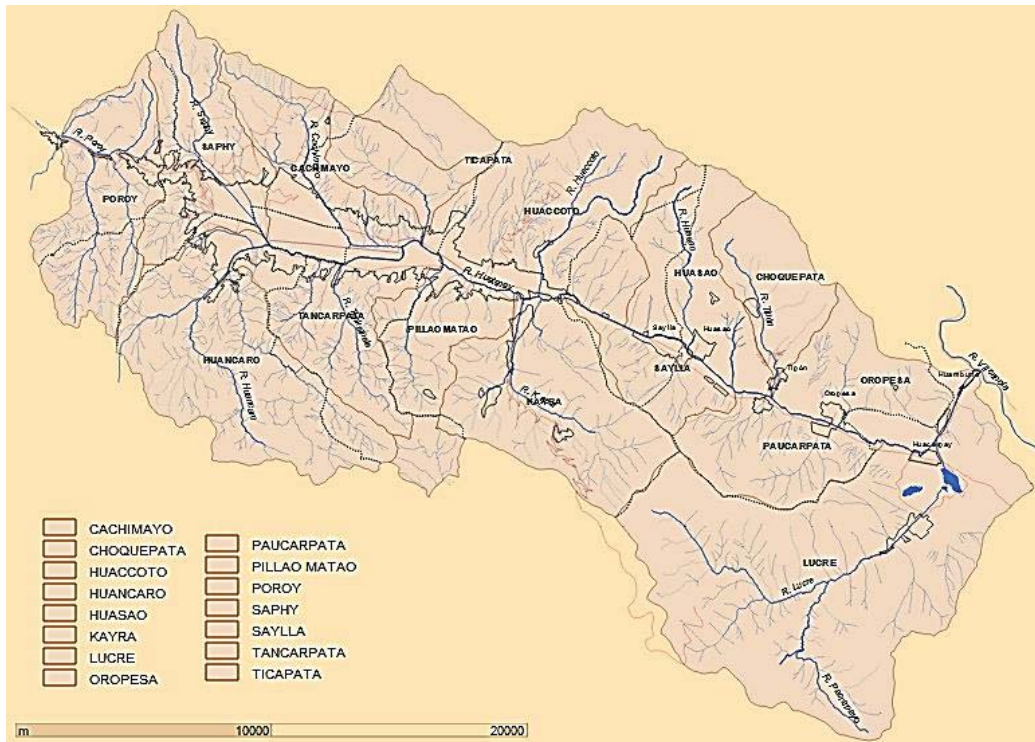 R. Saphy
SAPHY
R. Poroy
POROY
R. Cachimayo
CACHIMAYO
TICAPATA
R. Huaccoto
HUACCOTO
R. Huasao
HUASAO
CHOQUEPATA
R. Tipón
R. Huatanay
TANCARPATA
PILLAO MATAO
HUANCARO
R. Huancaro
KAYRA
Saylla
Huasao
SAYLLA
Tipón
Oropesa
OROPESA
PAUCARPATA
Huacarpay
LUCRE
R. Lucre
CACHIMAYO
CHOQUEPATA
HUACCOTO
HUANCARO
HUASAO
KAYRA
LUCRE
OROPESA
PAUCARPATA
PILLAO MATAO
POROY
SAPHY
SAYLLA
TANCARPATA
TICAPATA
m 10000 20000